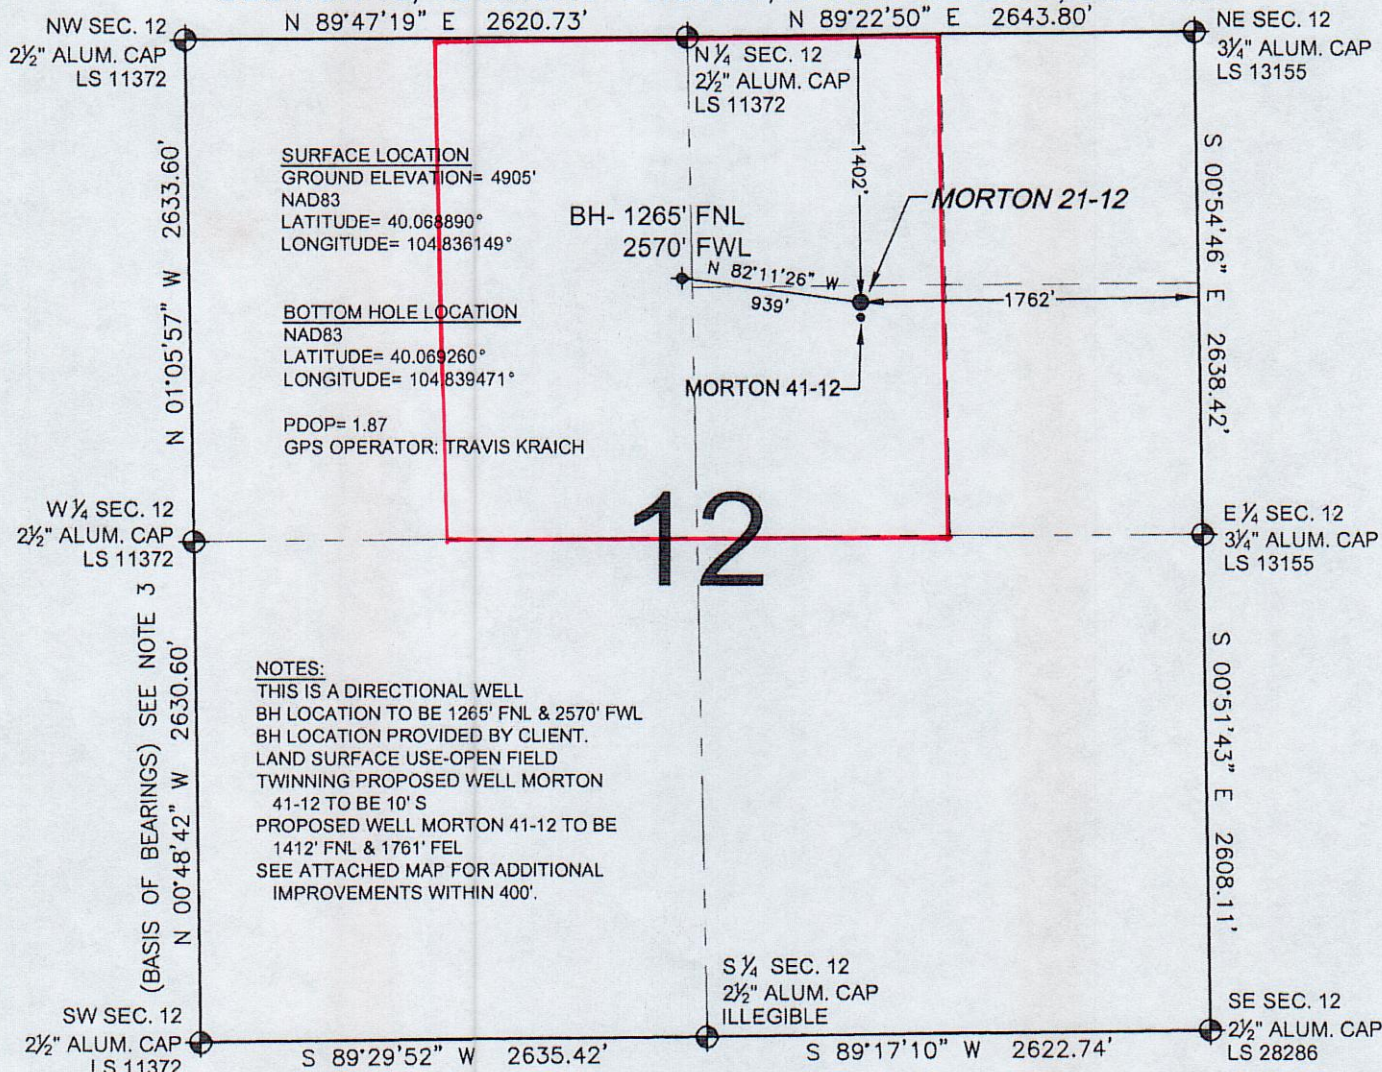 N 89°47'19" E 2620.73'
N 89°22'50" E 2643.80'
NW SEC. 12
2½" ALUM. CAP
LS 11372
N ¼ SEC. 12
2½" ALUM. CAP
LS 11372
NE SEC. 12
3¼" ALUM. CAP
LS 13155
N 01°05'57" W 2633.60'
SURFACE LOCATION
GROUND ELEVATION= 4905'
NAD83
LATITUDE= 40.068890°
LONGITUDE= 104.836149°
BH- 1265' FNL
2570' FWL
N 82°11'26" W
939'
1402'
MORTON 21-12
1762'
MORTON 41-12
S 00°54'46" E 2638.42'
BOTTOM HOLE LOCATION
NAD83
LATITUDE= 40.069260°
LONGITUDE= 104.839471°
PDOP= 1.87
GPS OPERATOR: TRAVIS KRAICH
W ¼ SEC. 12
2½" ALUM. CAP
LS 11372
12
E ¼ SEC. 12
3¼" ALUM. CAP
LS 13155
(BASIS OF BEARINGS) SEE NOTE 3
N 00°48'42" W 2630.60'
NOTES:
THIS IS A DIRECTIONAL WELL
BH LOCATION TO BE 1265' FNL & 2570' FWL
BH LOCATION PROVIDED BY CLIENT.
LAND SURFACE USE-OPEN FIELD
TWINNING PROPOSED WELL MORTON
41-12 TO BE 10' S
PROPOSED WELL MORTON 41-12 TO BE
1412' FNL & 1761' FEL
SEE ATTACHED MAP FOR ADDITIONAL
IMPROVEMENTS WITHIN 400'.
S 00°51'43" E 2608.11'
SW SEC. 12
2½" ALUM. CAP
LS 11372
S ¼ SEC. 12
2½" ALUM. CAP
ILLEGIBLE
SE SEC. 12
2½" ALUM. CAP
LS 28286
S 89°29'52" W 2635.42'
S 89°17'10" W 2622.74'